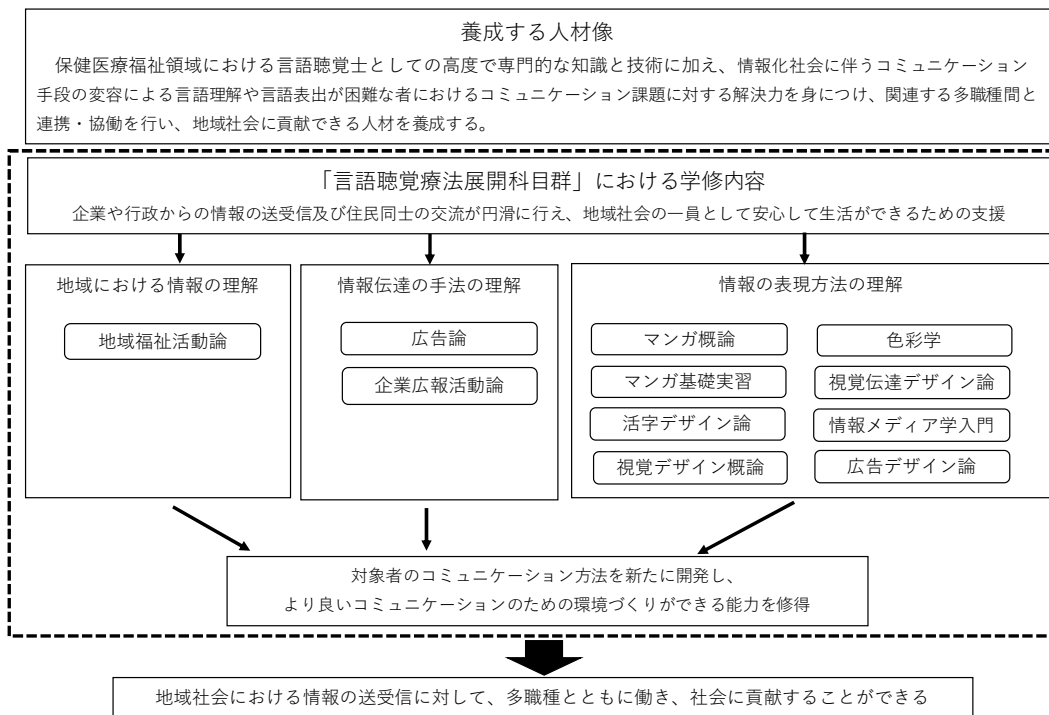 養成する人材像
保健医療福祉領域における言語聴覚士としての高度で専門的な知識と技術に加え、情報化社会に伴うコミュニケーション
手段の変容による言語理解や言語表出が困難な者におけるコミュニケーション課題に対する解決力を身につけ、関連する多職種間と
連携・協働を行い、地域社会に貢献できる人材を養成する。
「言語聴覚療法展開科目群」における学修内容
企業や行政からの情報の送受信及び住民同士の交流が円滑に行え、地域社会の一員として安心して生活ができるための支援
地域における情報の理解
地域福祉活動論
情報伝達の手法の理解
広告論
企業広報活動論
情報の表現方法の理解
マンガ概論
色彩学
マンガ基礎実習
視覚伝達デザイン論
活字デザイン論
情報メディア学入門
視覚デザイン概論
広告デザイン論
対象者のコミュニケーション方法を新たに開発し、
より良いコミュニケーションのための環境づくりができる能力を修得
地域社会における情報の送受信に対して、多職種とともに働き、社会に貢献することができる